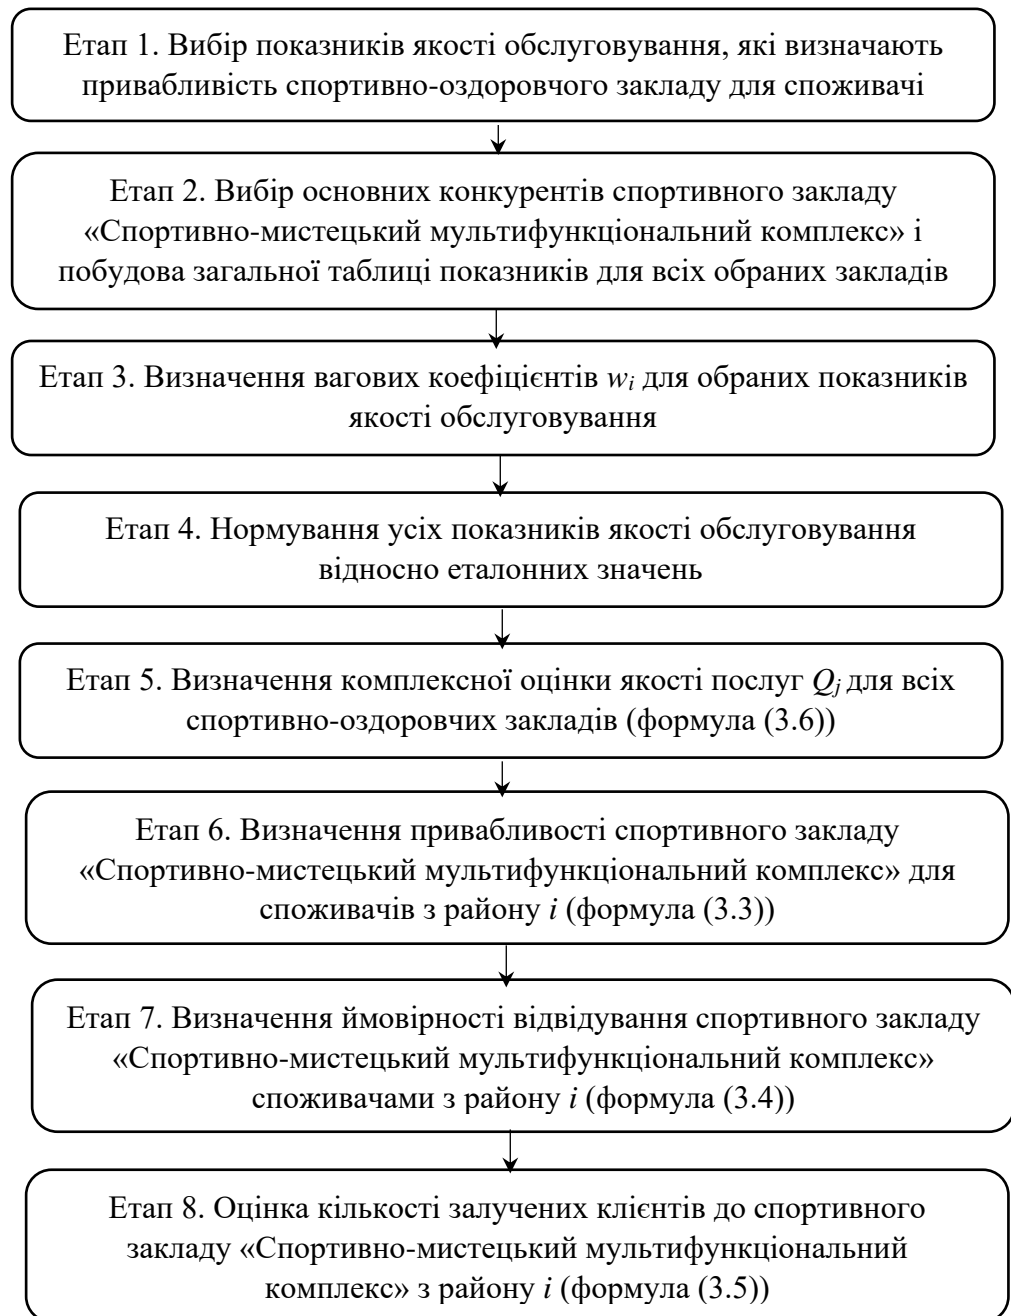 Етап 1. Вибір показників якості обслуговування, які визначають
привабливість спортивно-оздоровчого закладу для споживачі
Етап 2. Вибір основних конкурентів спортивного закладу
«Спортивно-мистецький мультифункціональний комплекс» і
побудова загальної таблиці показників для всіх обраних закладів
Етап 3. Визначення вагових коефіцієнтів wᵢ для обраних показників
якості обслуговування
Етап 4. Нормування усіх показників якості обслуговування
відносно еталонних значень
Етап 5. Визначення комплексної оцінки якості послуг Qⱼ для всіх
спортивно-оздоровчих закладів (формула (3.6))
Етап 6. Визначення привабливості спортивного закладу
«Спортивно-мистецький мультифункціональний комплекс» для
споживачів з району i (формула (3.3))
Етап 7. Визначення ймовірності відвідування спортивного закладу
«Спортивно-мистецький мультифункціональний комплекс»
споживачами з району i (формула (3.4))
Етап 8. Оцінка кількості залучених клієнтів до спортивного
закладу «Спортивно-мистецький мультифункціональний
комплекс» з району i (формула (3.5))